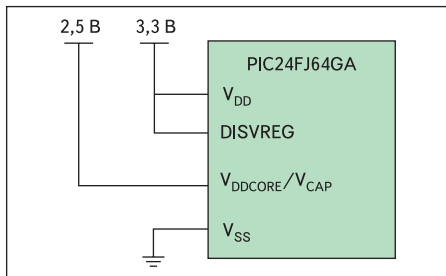 2,5 В 3,3 В
PIC24FJ64GA
VDD
DISVREG
VDDCORE/VCAP
VSS